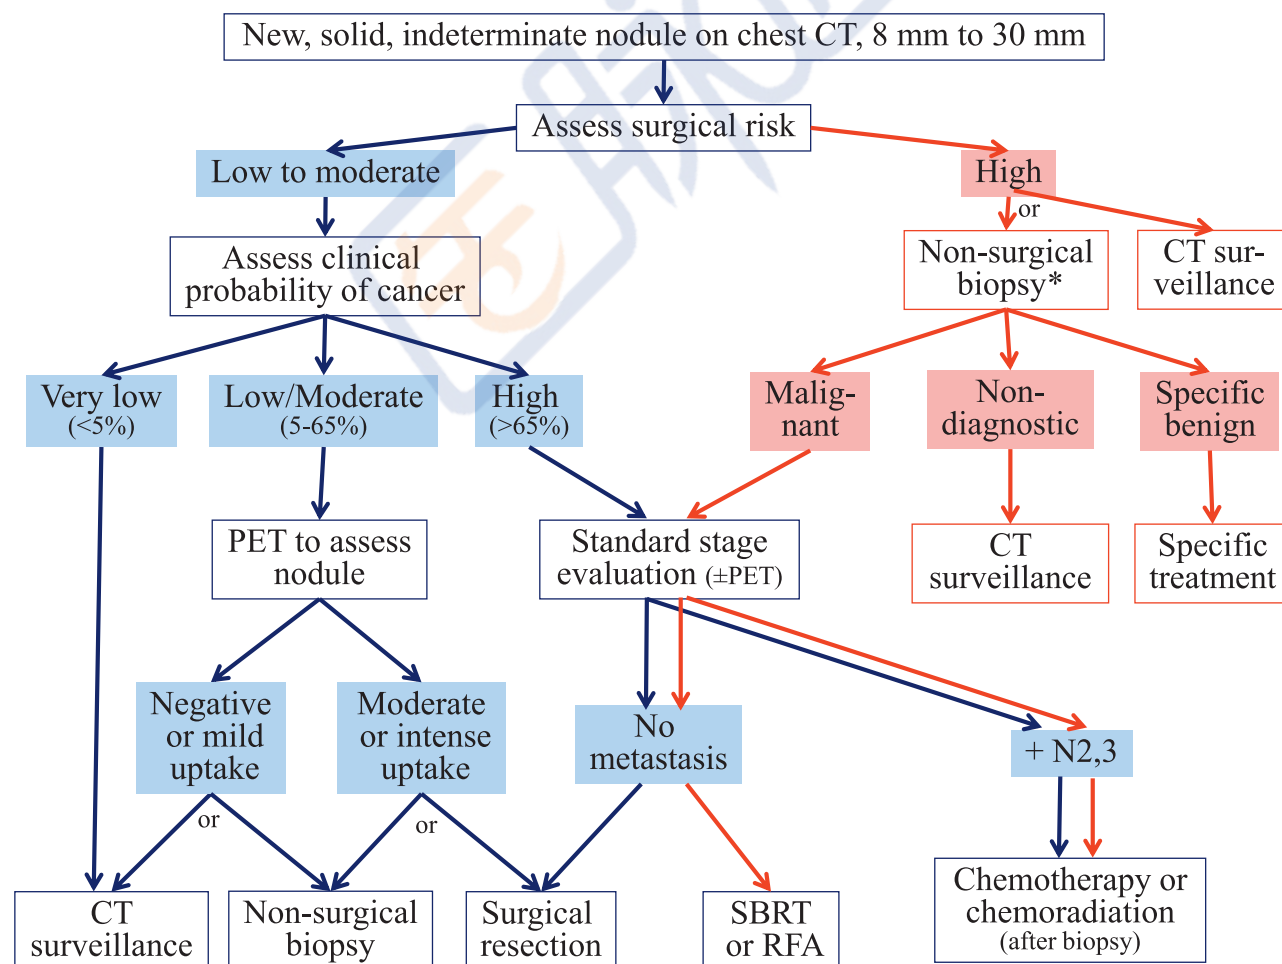 New, solid, indeterminate nodule on chest CT, 8 mm to 30 mm
Assess surgical risk
Low to moderate
High
or
Assess clinical
probability of cancer
Non-surgical
biopsy*
CT sur-
veillance
Very low
(<5%)
Low/Moderate
(5-65%)
High
(>65%)
Malig-
nant
Non-
diagnostic
Specific
benign
PET to assess
nodule
Standard stage
evaluation (±PET)
CT
surveillance
Specific
treatment
Negative
or mild
uptake
Moderate
or intense
uptake
No
metastasis
+ N2,3
or
or
CT
surveillance
Non-surgical
biopsy
Surgical
resection
SBRT
or RFA
Chemotherapy or
chemoradiation
(after biopsy)